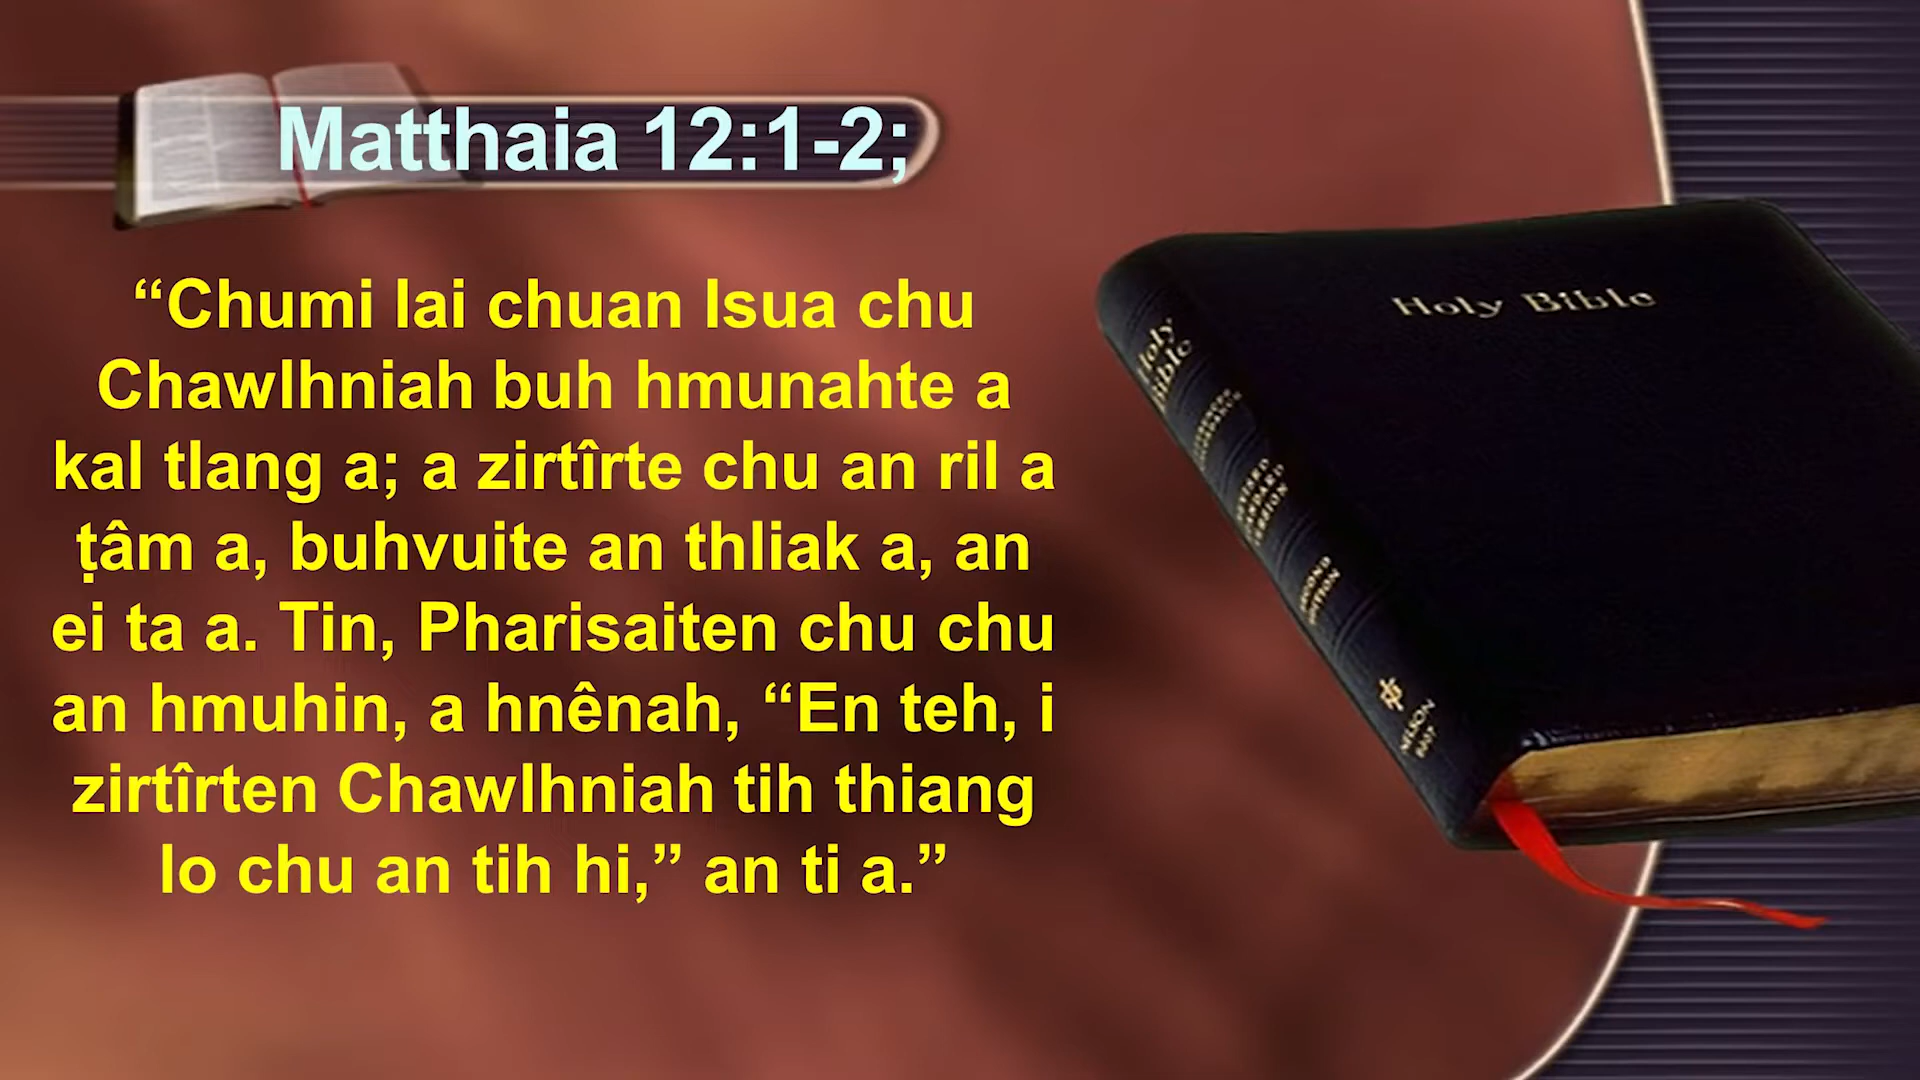 Matthaia 12:1-2;
“Chumi lai chuan Isua chu
Chawlhniah buh hmunahte a
kal tlang a; a zirtîrte chu an ril a
ṭâm a, buhvuite an thliak a, an
ei ta a. Tin, Pharisaiten chu chu
an hmuhin, a hnênah, “En teh, i
zirtîrten Chawlhniah tih thiang
lo chu an tih hi,” an ti a.”
Holy Bible
Holy
Bible